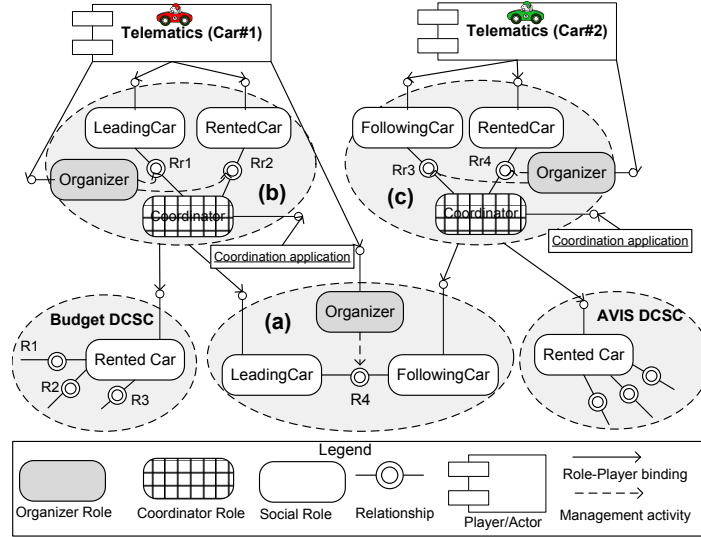 Telematics (Car#1)
Telematics (Car#2)
LeadingCar
RentedCar
FollowingCar
RentedCar
Rr1
Rr2
Rr3
Rr4
Organizer
Organizer
(b)
(c)
Coordinator
Coordinator
Coordination application
Coordination application
Budget DCSC
(a)
Organizer
AVIS DCSC
R1
Rented Car
R2
R3
LeadingCar
FollowingCar
R4
Rented Car
Legend
Organizer Role
Coordinator Role
Social Role
Relationship
Player/Actor
Role-Player binding
Management activity